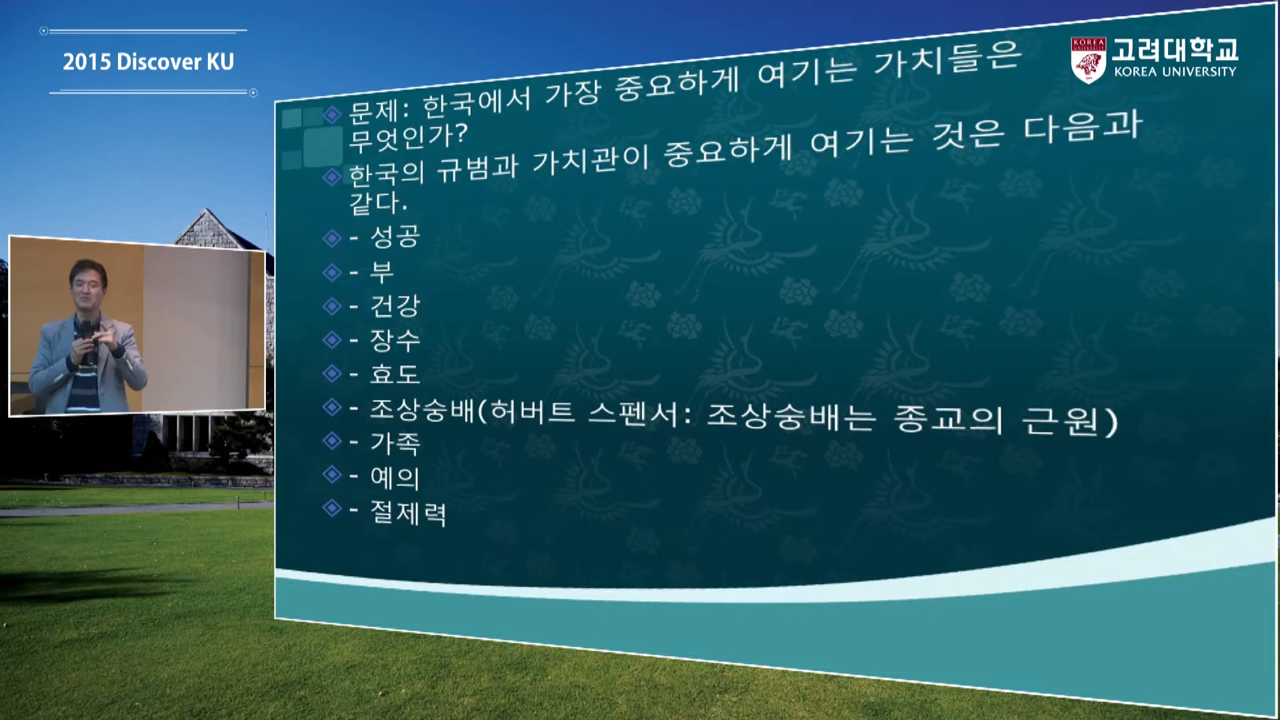 2015 Discover KU
KOREA
고려대학교
KOREA UNIVERSITY
문제: 한국에서 가장 중요하게 여기는 가치들은
무엇인가?
한국의 규범과 가치관이 중요하게 여기는 것은 다음과
같다.
- 성공
- 부
- 건강
- 장수
- 효도
- 조상숭배(허버트 스펜서: 조상숭배는 종교의 근원)
- 가족
- 예의
- 절제력